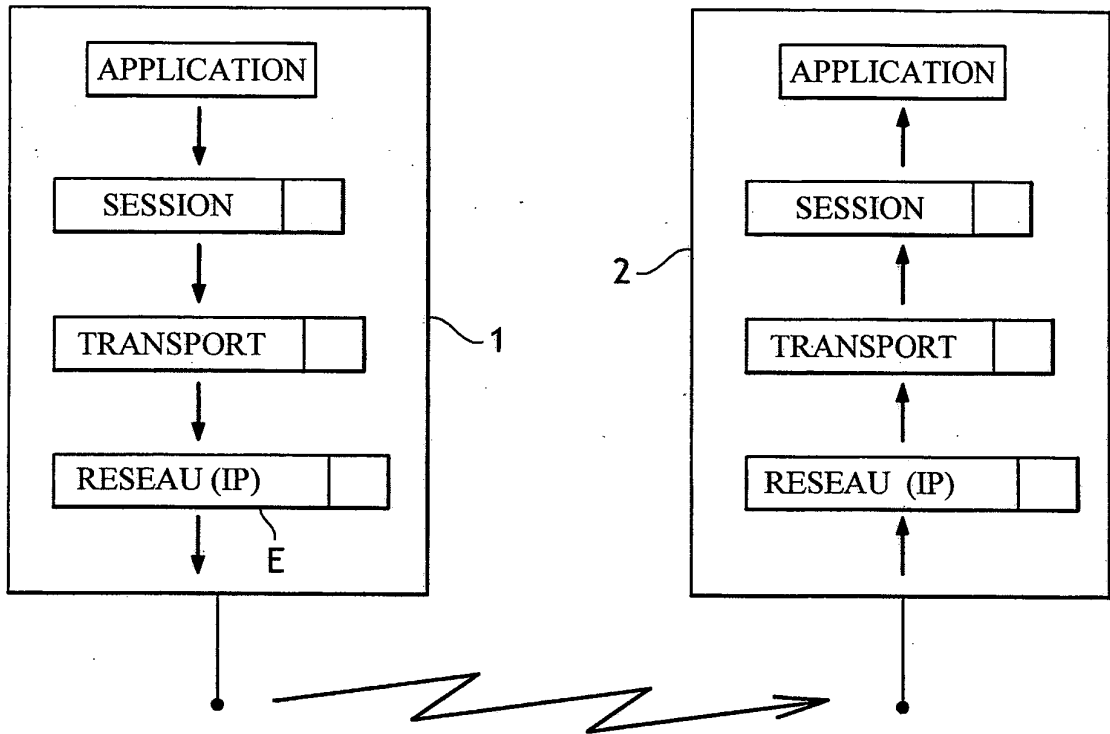 APPLICATION
SESSION
TRANSPORT
RESEAU (IP)
E
1
APPLICATION
SESSION
TRANSPORT
RESEAU (IP)
2